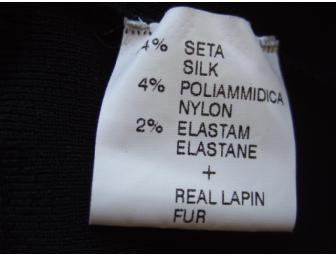 4% SETA
SILK
4% POLIAMMIDICA
NYLON
2% ELASTAM
ELASTANE
+
REAL LAPIN
FUR